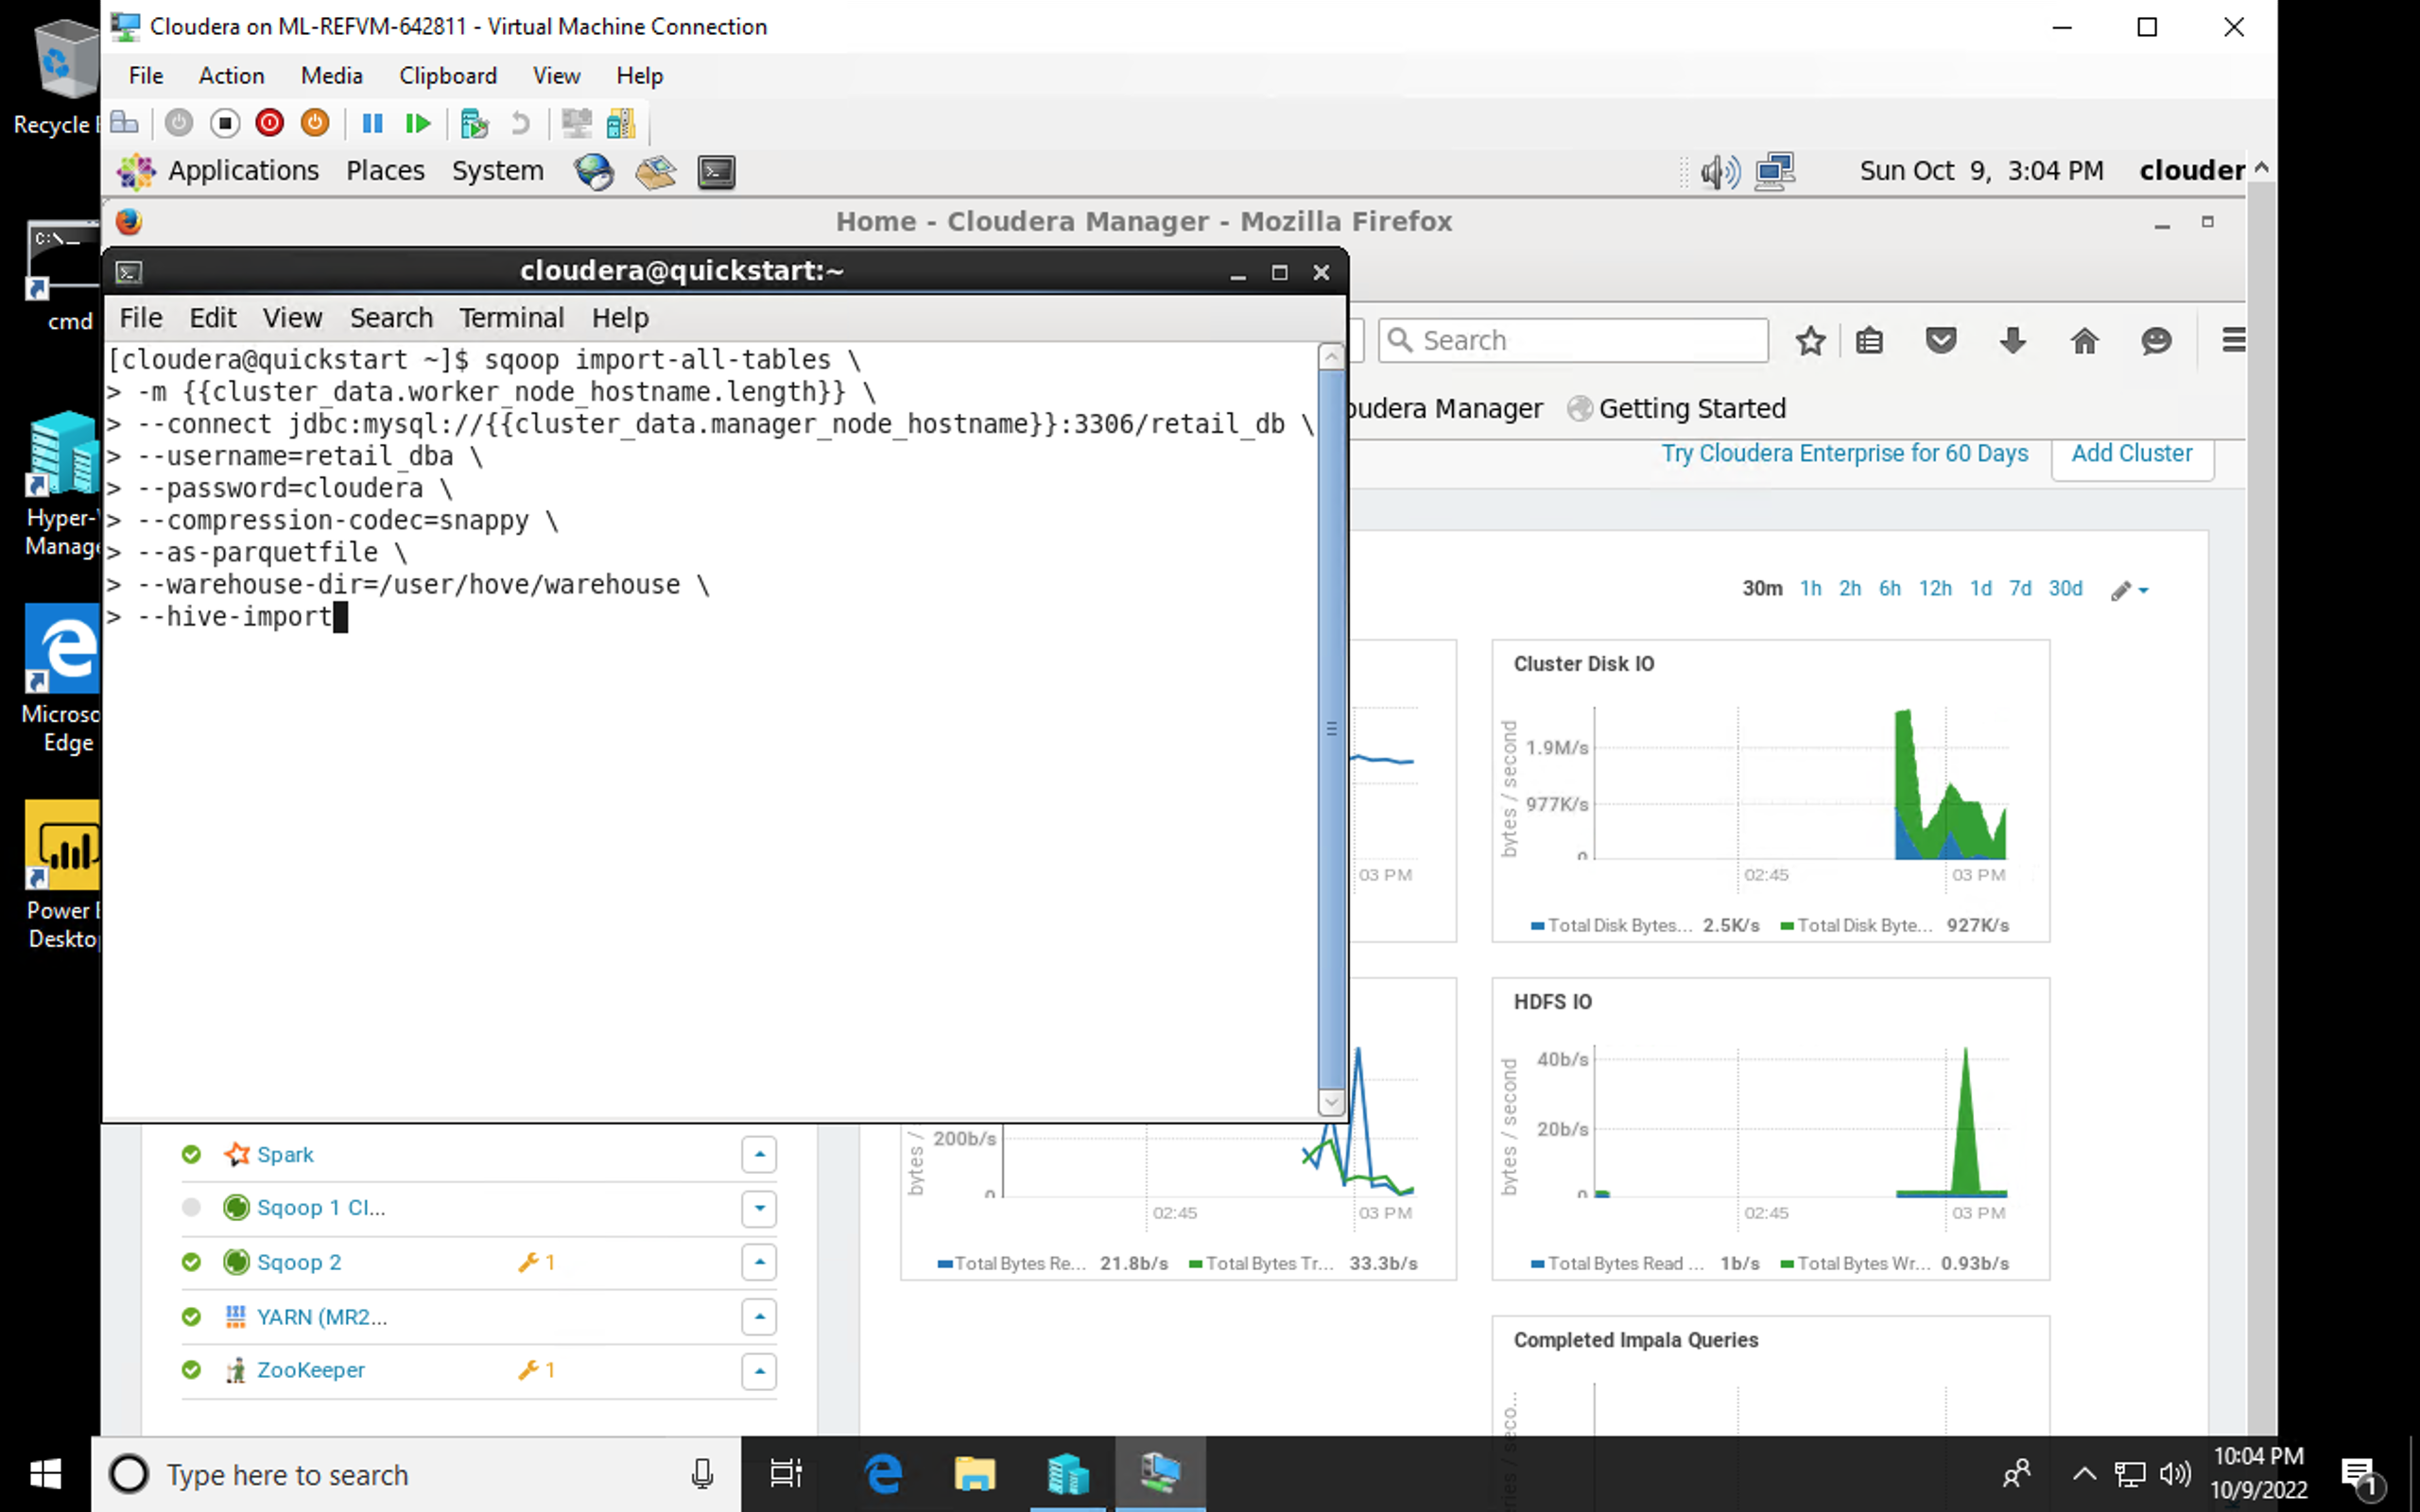 Cloudera on ML-REFVM-642811 - Virtual Machine Connection
File Action Media Clipboard View Help
Recycle
Applications Places System
Sun Oct 9, 3:04 PM clouder
Home - Cloudera Manager - Mozilla Firefox
cmd
cloudera@quickstart:~
File Edit View Search Terminal Help
Search
[cloudera@quickstart ~]$ sqoop import-all-tables \
> -m {{cluster_data.worker_node_hostname.length}} \
> --connect jdbc:mysql://{{cluster_data.manager_node_hostname}}:3306/retail_db \
> --username=retail_dba \
> --password=cloudera \
> --compression-codec=snappy \
> --as-parquetfile \
> --warehouse-dir=/user/hove/warehouse \
> --hive-import
oudera Manager Getting Started
Try Cloudera Enterprise for 60 Days Add Cluster
Hyper-
Manage
30m 1h 2h 6h 12h 1d 7d 30d
Microso
Edge
Power
Deskto
Cluster Disk IO
bytes / second
1.9M/s
977K/s
0
03 PM
02:45 03 PM
Total Disk Bytes... 2.5K/s Total Disk Byte... 927K/s
HDFS IO
bytes / second
40b/s
20b/s
0
02:45 03 PM
Total Bytes Read ... 1b/s Total Bytes Wr... 0.93b/s
bytes /
200b/s
0
02:45 03 PM
Total Bytes Re... 21.8b/s Total Bytes Tr... 33.3b/s
Spark
Sqoop 1 Cl...
Sqoop 2 1
YARN (MR2...
ZooKeeper 1
Completed Impala Queries
Type here to search
10:04 PM
10/9/2022
1